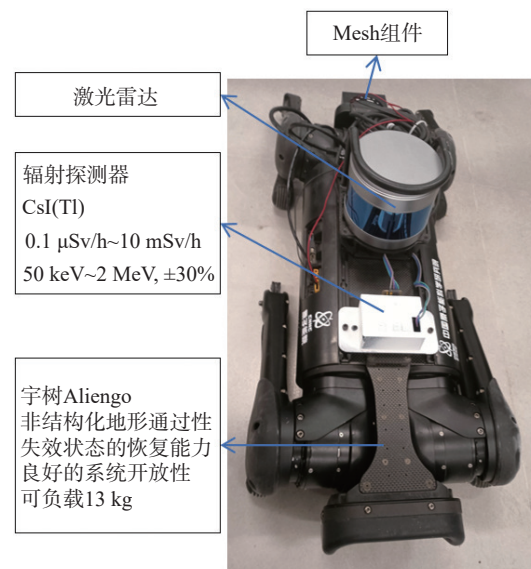 Mesh组件
激光雷达
辐射探测器
CsI(Tl)
0.1 μSv/h~10 mSv/h
50 keV~2 MeV, ±30%
宇树Aliengo
非结构化地形通过性
失效状态的恢复能力
良好的系统开放性
可负载13 kg